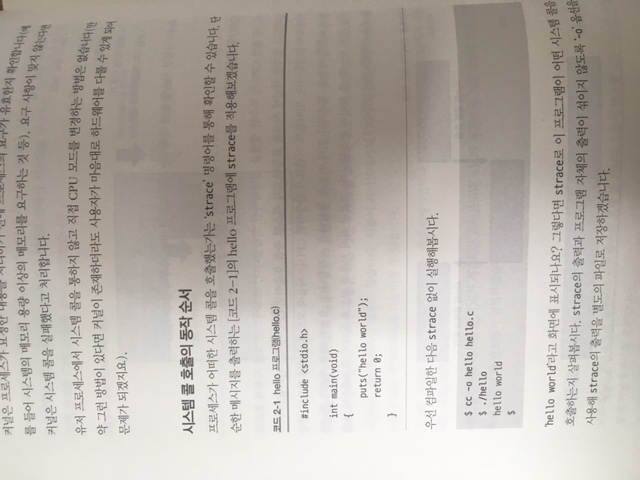 커널은 프로세스가 요청한 내용을 처리하기 전에 프로세스의 요구가 유효한지 확인합니다(예
를 들어 시스템의 메모리 용량 이상의 메모리를 요구하는 것 등). 요구 사항이 맞지 않는다면
커널은 시스템 콜을 실패했다고 처리합니다.
유저 프로세스에서 시스템 콜을 통하지 않고 직접 CPU 모드를 변경하는 방법은 없습니다(만
약 그런 방법이 있다면 커널이 존재하더라도 사용자가 마음대로 하드웨어를 다룰 수 있게 되어
문제가 되겠지요).
시스템 콜 호출의 동작 순서
프로세스가 어떠한 시스템 콜을 호출했는가는 'strace' 명령어를 통해 확인할 수 있습니다. 단
순한 메시지를 출력하는 [코드 2-1]의 hello 프로그램에 strace를 적용해보겠습니다.
코드 2-1 hello 프로그램(hello.c)
#include <stdio.h>
int main(void)
{
puts("hello world");
return 0;
}
우선 컴파일한 다음 strace 없이 실행해봅시다.
$ cc -o hello hello.c
$ ./hello
hello world
$
'hello world'라고 화면에 표시되나요? 그렇다면 strace로 이 프로그램이 어떤 시스템 콜을
호출하는지 살펴봅시다. strace의 출력과 프로그램 자체의 출력이 섞이지 않도록 '-o' 옵션을
사용해 strace의 출력을 별도의 파일로 저장하겠습니다.